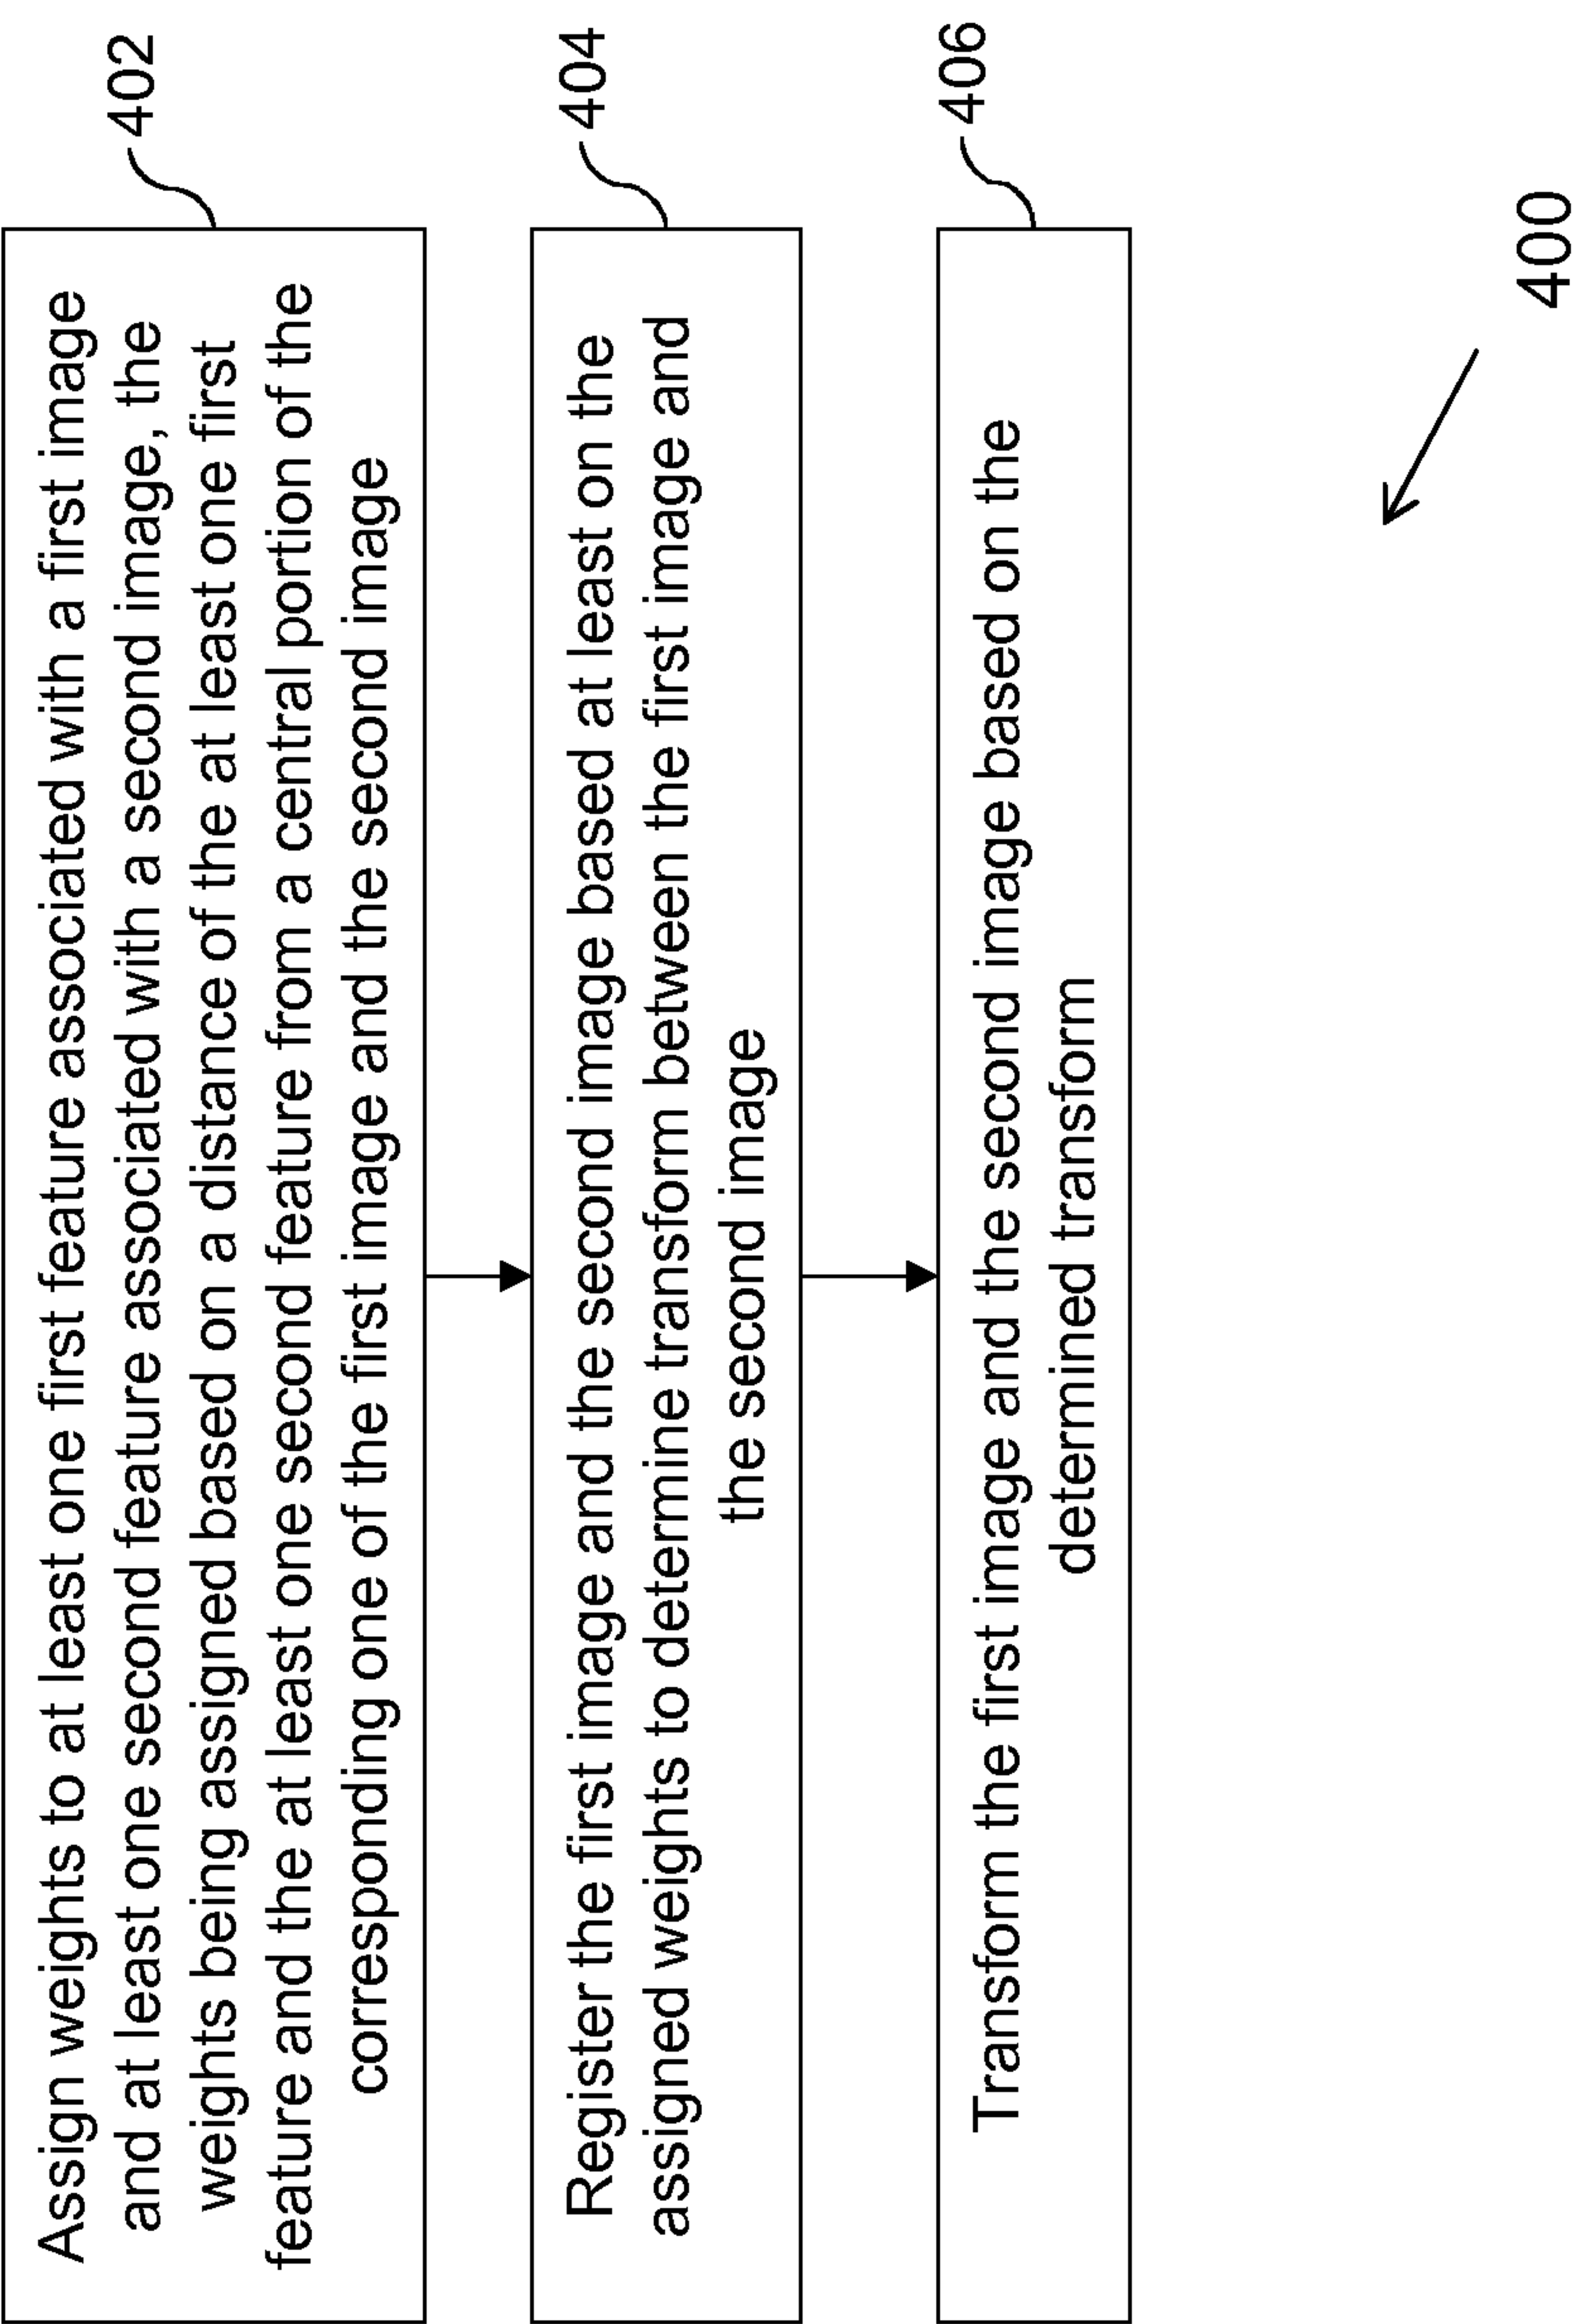 Assign weights to at least one first feature associated with a first image
and at least one second feature associated with a second image, the
weights being assigned based on a distance of the at least one first
feature and the at least one second feature from a central portion of the
corresponding one of the first image and the second image
402
Register the first image and the second image based at least on the
assigned weights to determine transform between the first image and
the second image
404
Transform the first image and the second image based on the
determined transform
406
400